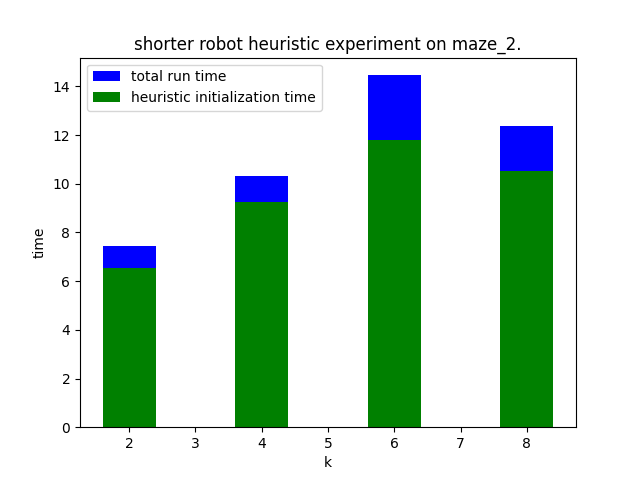 shorter robot heuristic experiment on maze_2.
total run time
heuristic initialization time
14
12
10
8
6
4
2
0
time
2 3 4 5 6 7 8
k